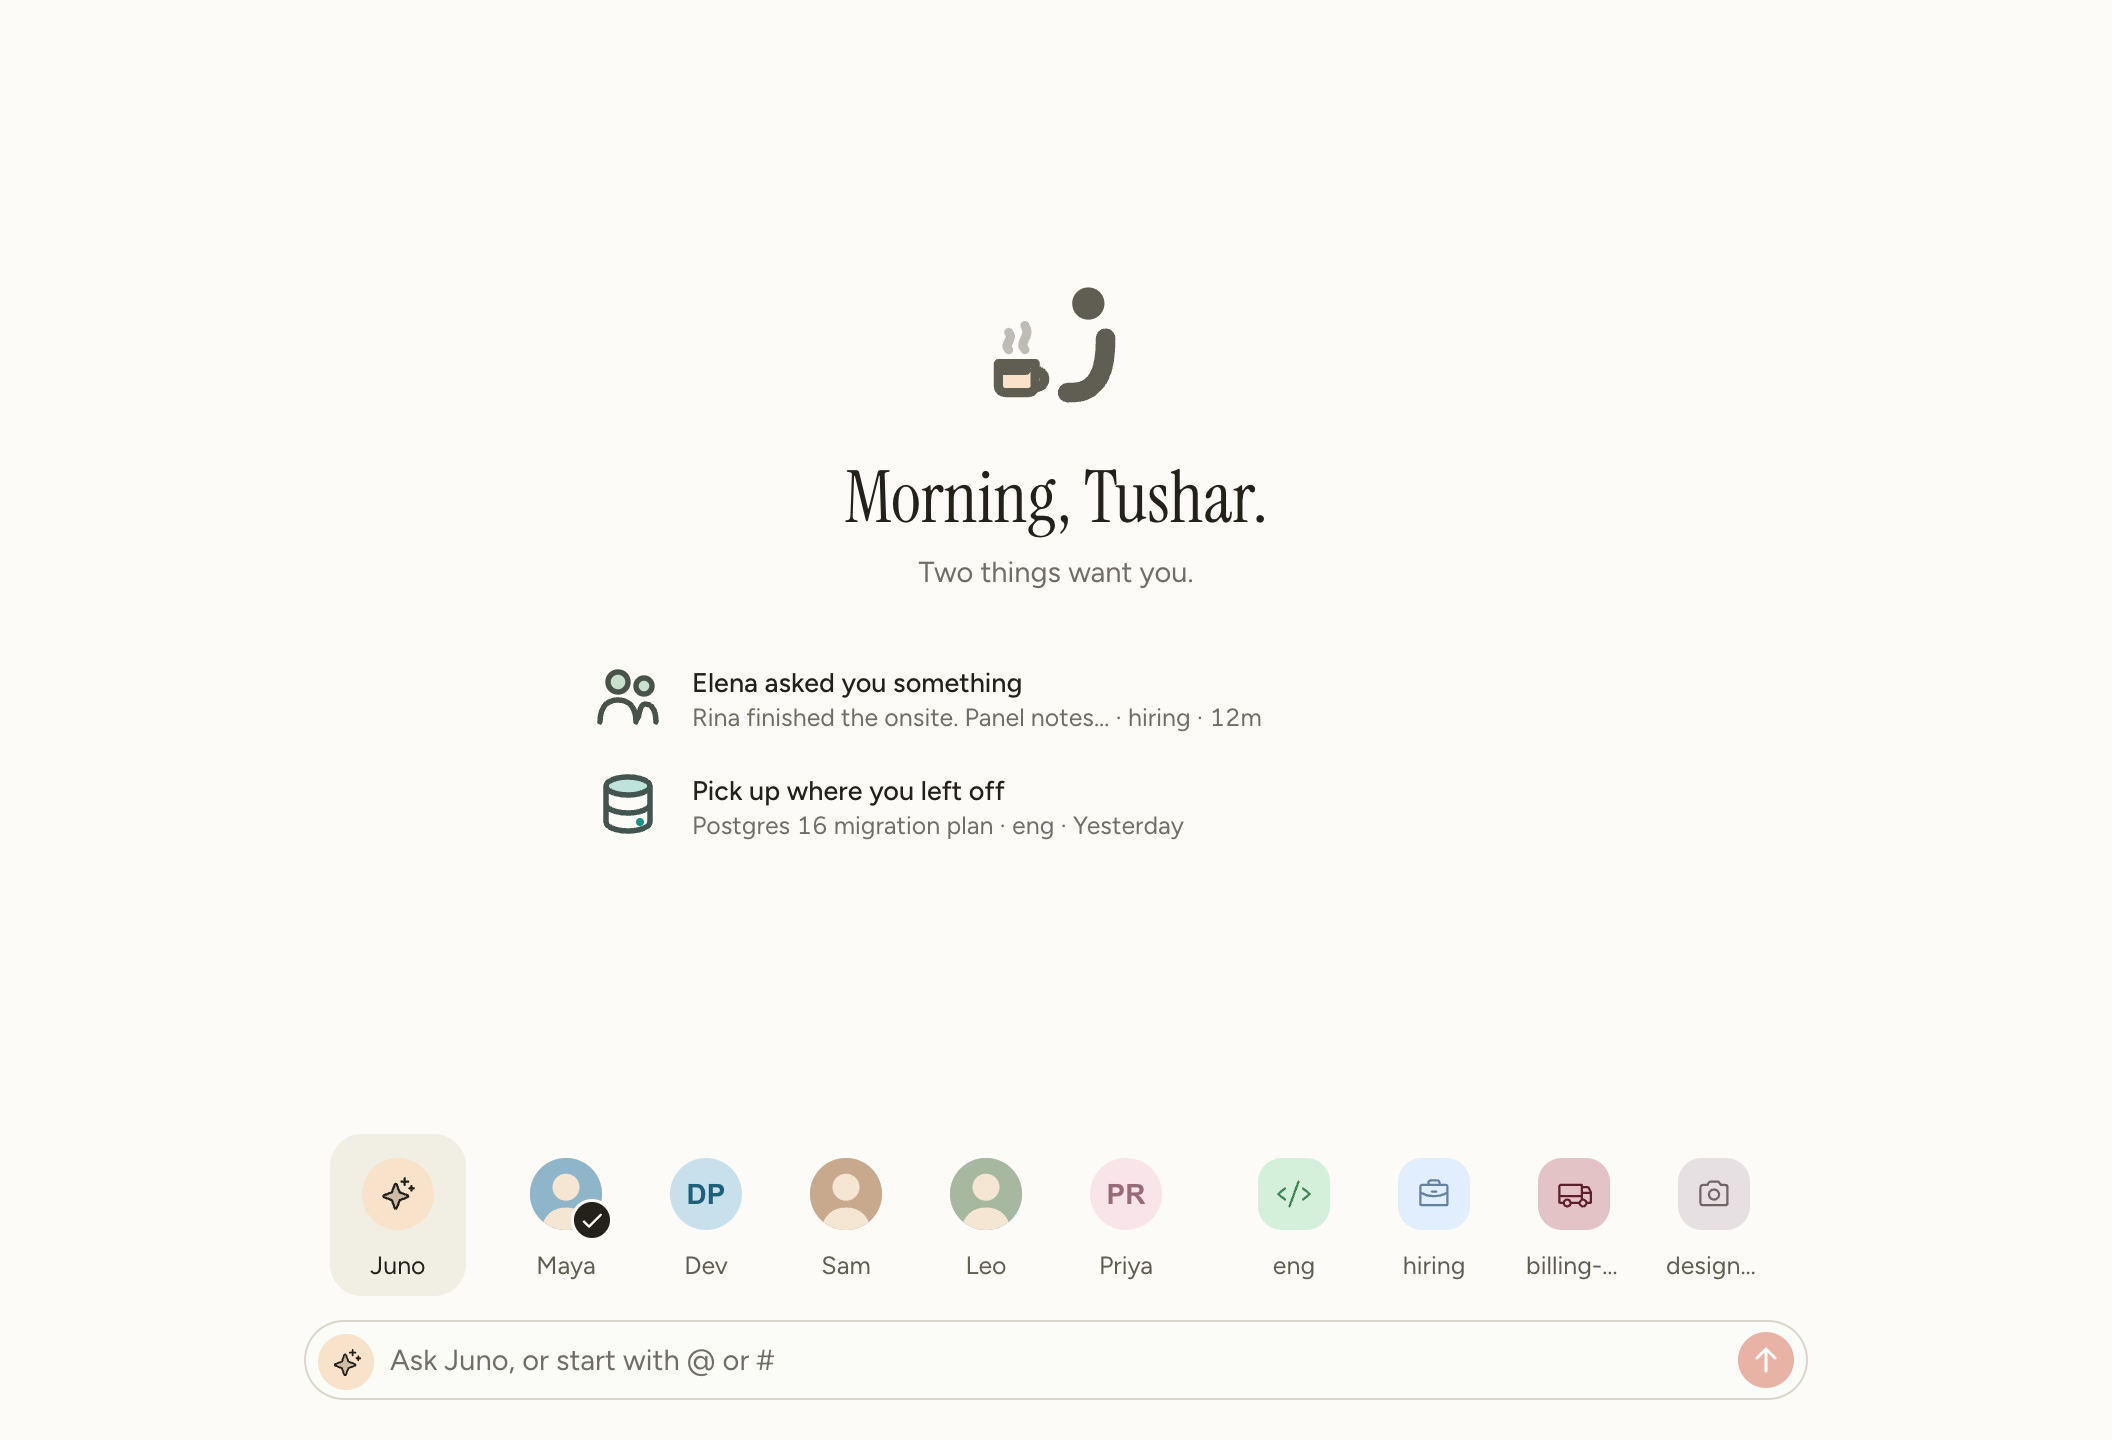 Morning, Tushar.
Two things want you.
Elena asked you something
Rina finished the onsite. Panel notes... · hiring · 12m
Pick up where you left off
Postgres 16 migration plan · eng · Yesterday
DP
PR
Juno
Maya
Dev
Sam
Leo
Priya
eng
hiring
billing-...
design...
Ask Juno, or start with @ or #